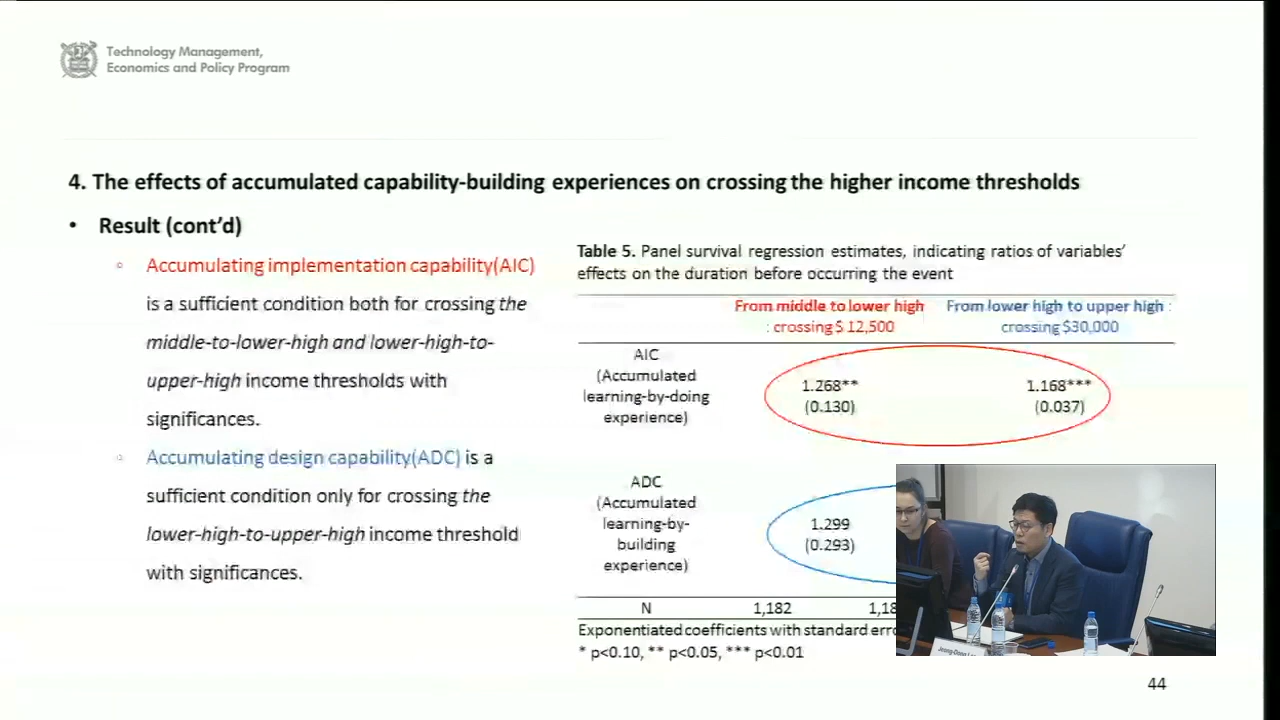 Technology Management,
Economics and Policy Program
4. The effects of accumulated capability-building experiences on crossing the higher income thresholds
• Result (cont'd)
Accumulating implementation capability(AIC)
is a sufficient condition both for crossing the
middle-to-lower-high and lower-high-to-
upper-high income thresholds with
significances.
Accumulating design capability(ADC) is a
sufficient condition only for crossing the
lower-high-to-upper-high income threshold
with significances.
Table 5. Panel survival regression estimates, indicating ratios of variables'
effects on the duration before occurring the event
From middle to lower high
: crossing $ 12,500
From lower high to upper high :
crossing $30,000
AIC
(Accumulated
learning-by-doing
experience)
1.268** 1.168***
(0.130) (0.037)
ADC
(Accumulated
learning-by-
building
experience)
1.299
(0.293)
N 1,182 1,18
Exponentiated coefficients with standard erro
* p<0.10, ** p<0.05, *** p<0.01
Jeong-Dong L
44